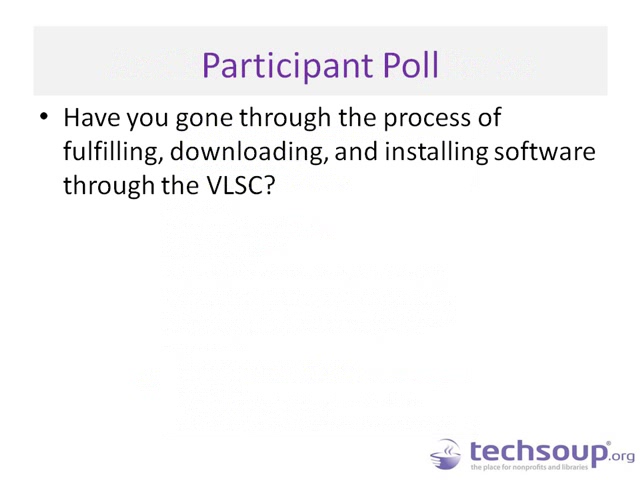 Participant Poll
• Have you gone through the process of
fulfilling, downloading, and installing software
through the VLSC?
techsoup®.org
the place for nonprofits and libraries